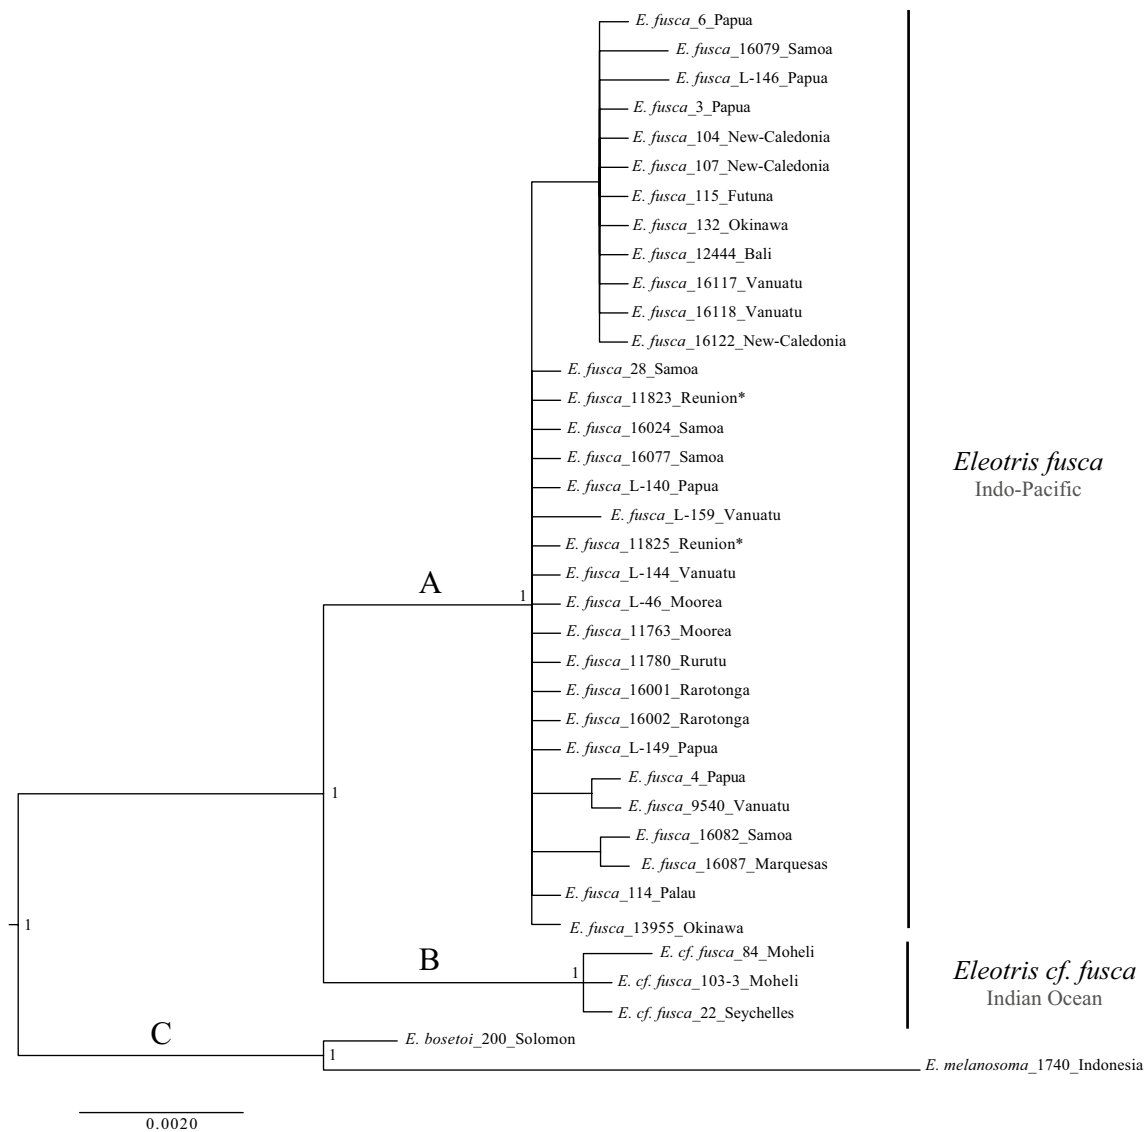 E. fusca_6_Papua
E. fusca_16079_Samoa
E. fusca_L-146_Papua
E. fusca_3_Papua
E. fusca_104_New-Caledonia
E. fusca_107_New-Caledonia
E. fusca_115_Futuna
E. fusca_132_Okinawa
E. fusca_12444_Bali
E. fusca_16117_Vanuatu
E. fusca_16118_Vanuatu
E. fusca_16122_New-Caledonia
E. fusca_28_Samoa
E. fusca_11823_Reunion*
E. fusca_16024_Samoa
E. fusca_16077_Samoa
Eleotris fusca
Indo-Pacific
E. fusca_L-140_Papua
E. fusca_L-159_Vanuatu
E. fusca_11825_Reunion*
E. fusca_L-144_Vanuatu
A
1
E. fusca_L-46_Moorea
E. fusca_11763_Moorea
E. fusca_11780_Rurutu
E. fusca_16001_Rarotonga
E. fusca_16002_Rarotonga
E. fusca_L-149_Papua
E. fusca_4_Papua
1
E. fusca_9540_Vanuatu
E. fusca_16082_Samoa
E. fusca_16087_Marquesas
E. fusca_114_Palau
1
E. fusca_13955_Okinawa
E. cf. fusca_84_Moheli
B
1
E. cf. fusca_103-3_Moheli
Eleotris cf. fusca
Indian Ocean
E. cf. fusca_22_Seychelles
C
E. bosetoi_200_Solomon
1
E. melanosoma_1740_Indonesia
0.0020